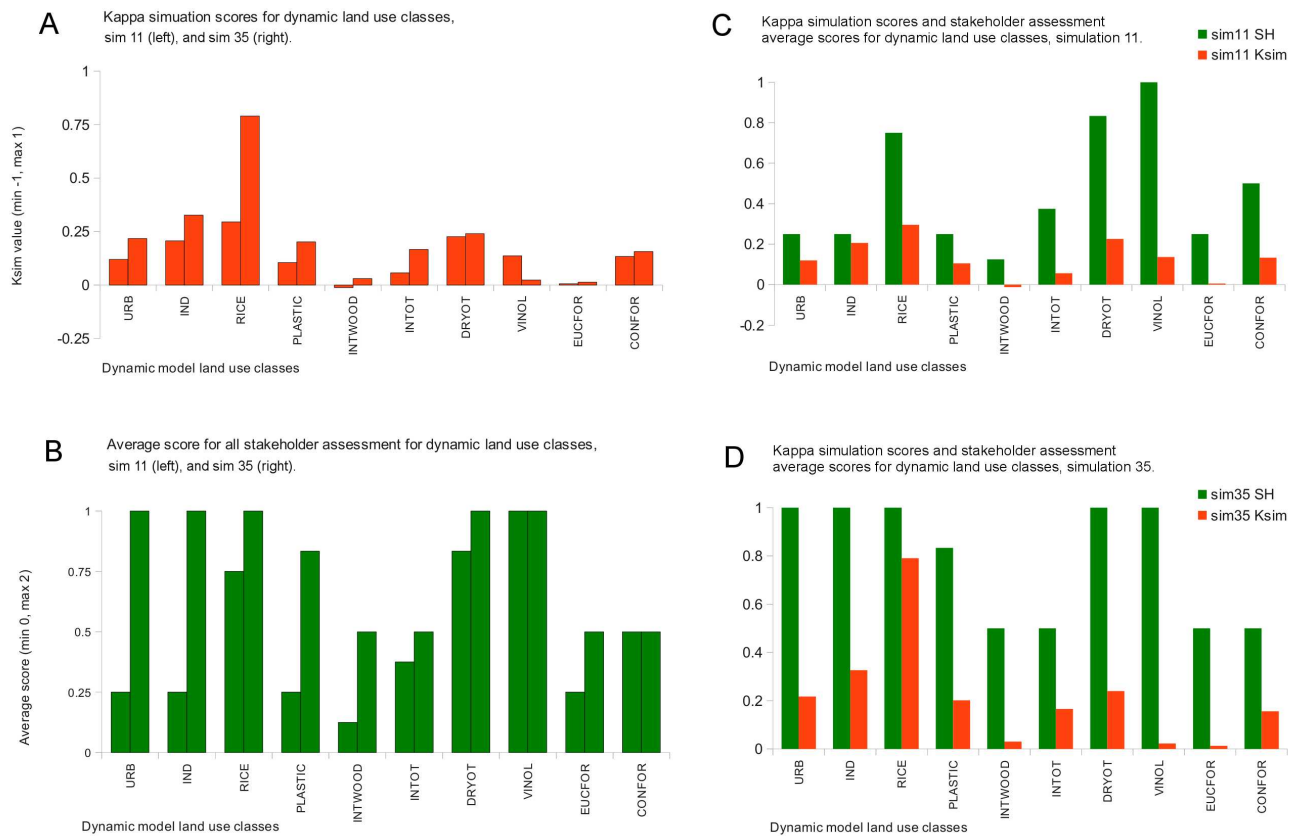 A
Kappa simuation scores for dynamic land use classes,
sim 11 (left), and sim 35 (right).
Ksim value (min -1, max 1)
1
0.75
0.5
0.25
0
-0.25
URB
IND
RICE
PLASTIC
INTWOOD
INTOT
DRYOT
VINOL
EUCFOR
CONFOR
Dynamic model land use classes
B
Average score for all stakeholder assessment for dynamic land use classes,
sim 11 (left), and sim 35 (right).
Average score (min 0, max 2)
1
0.75
0.5
0.25
0
URB
IND
RICE
PLASTIC
INTWOOD
INTOT
DRYOT
VINOL
EUCFOR
CONFOR
Dynamic model land use classes
C
Kappa simulation scores and stakeholder assessment
average scores for dynamic land use classes, simulation 11.
sim11 SH
sim11 Ksim
1
0.8
0.6
0.4
0.2
0
-0.2
URB
IND
RICE
PLASTIC
INTWOOD
INTOT
DRYOT
VINOL
EUCFOR
CONFOR
Dynamic model land use classes
D
Kappa simulation scores and stakeholder assessment
average scores for dynamic land use classes, simulation 35.
sim35 SH
sim35 Ksim
1
0.8
0.6
0.4
0.2
0
URB
IND
RICE
PLASTIC
INTWOOD
INTOT
DRYOT
VINOL
EUCFOR
CONFOR
Dynamic model land use classes